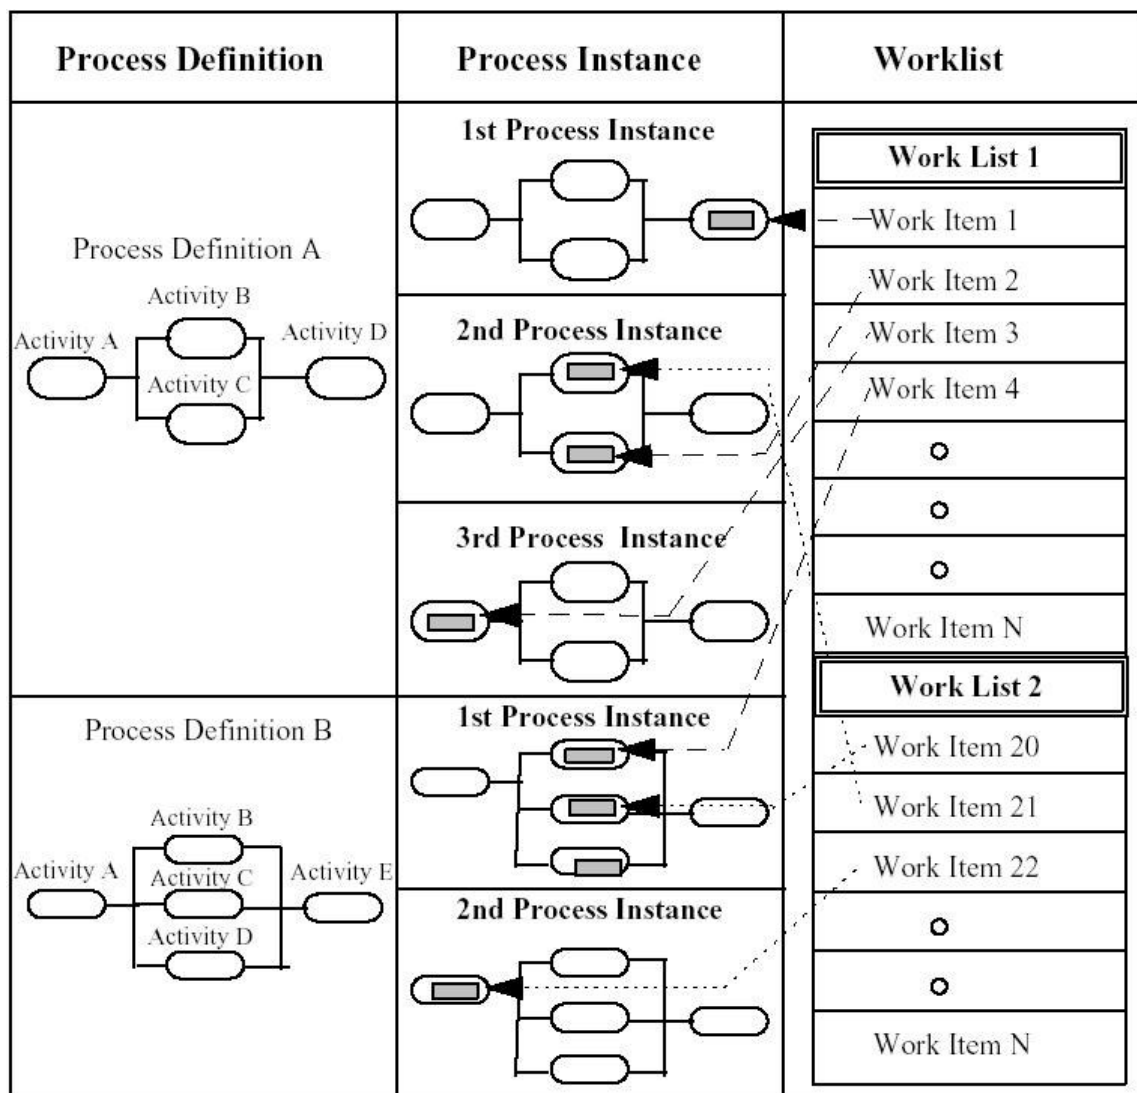 Process Definition
Process Instance
Worklist
Process Definition A
Activity B
Activity A
Activity D
Activity C
1st Process Instance
2nd Process Instance
3rd Process Instance
Process Definition B
Activity B
Activity A
Activity C
Activity E
Activity D
1st Process Instance
2nd Process Instance
Work List 1
Work Item 1
Work Item 2
Work Item 3
Work Item 4
Work Item N
Work List 2
Work Item 20
Work Item 21
Work Item 22
Work Item N